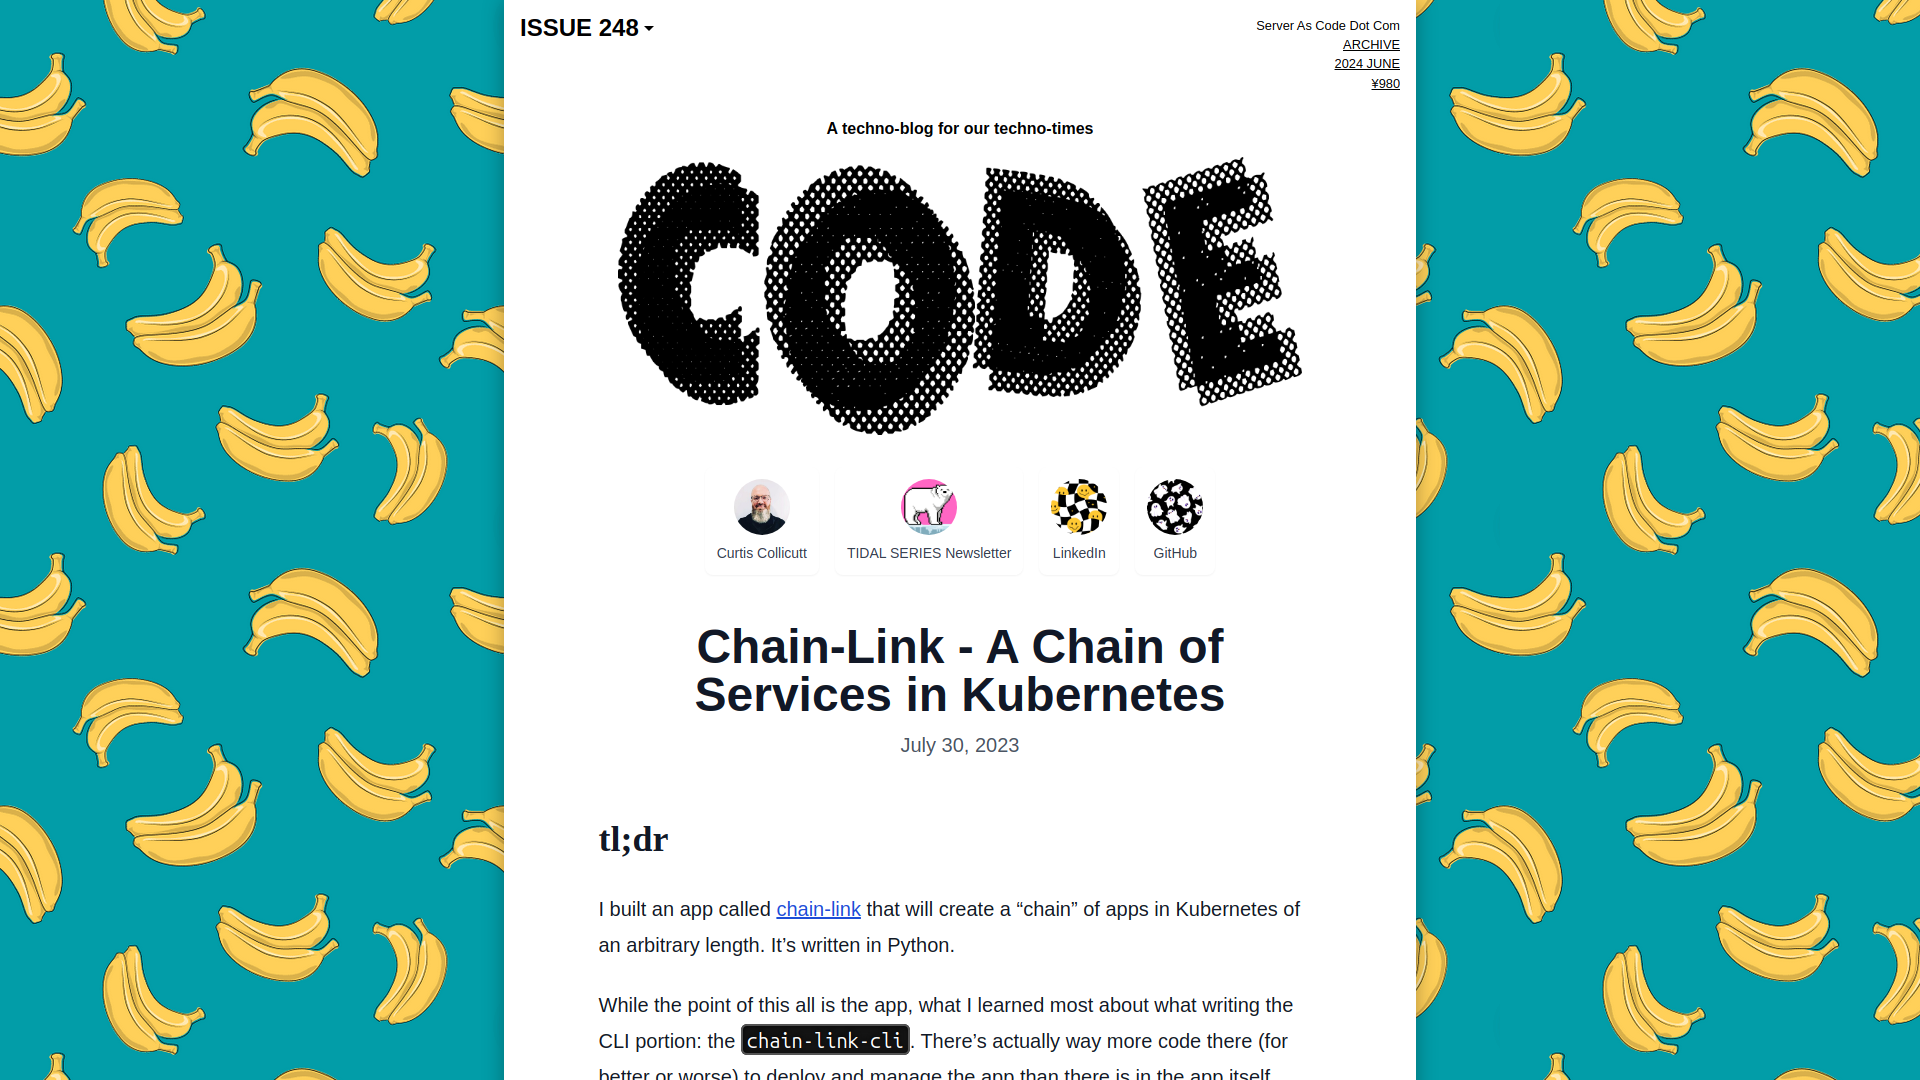 ISSUE 248
Server As Code Dot Com
ARCHIVE
2024 JUNE
¥980
A techno-blog for our techno-times
CODE
Curtis Collicutt
TIDAL SERIES Newsletter
LinkedIn
GitHub
Chain-Link - A Chain of
Services in Kubernetes
July 30, 2023
tl;dr
I built an app called chain-link that will create a “chain” of apps in Kubernetes of
an arbitrary length. It’s written in Python.
While the point of this all is the app, what I learned most about what writing the
CLI portion: the chain-link-cli. There’s actually way more code there (for
better or worse) to deploy and manage the app than there is in the app itself.